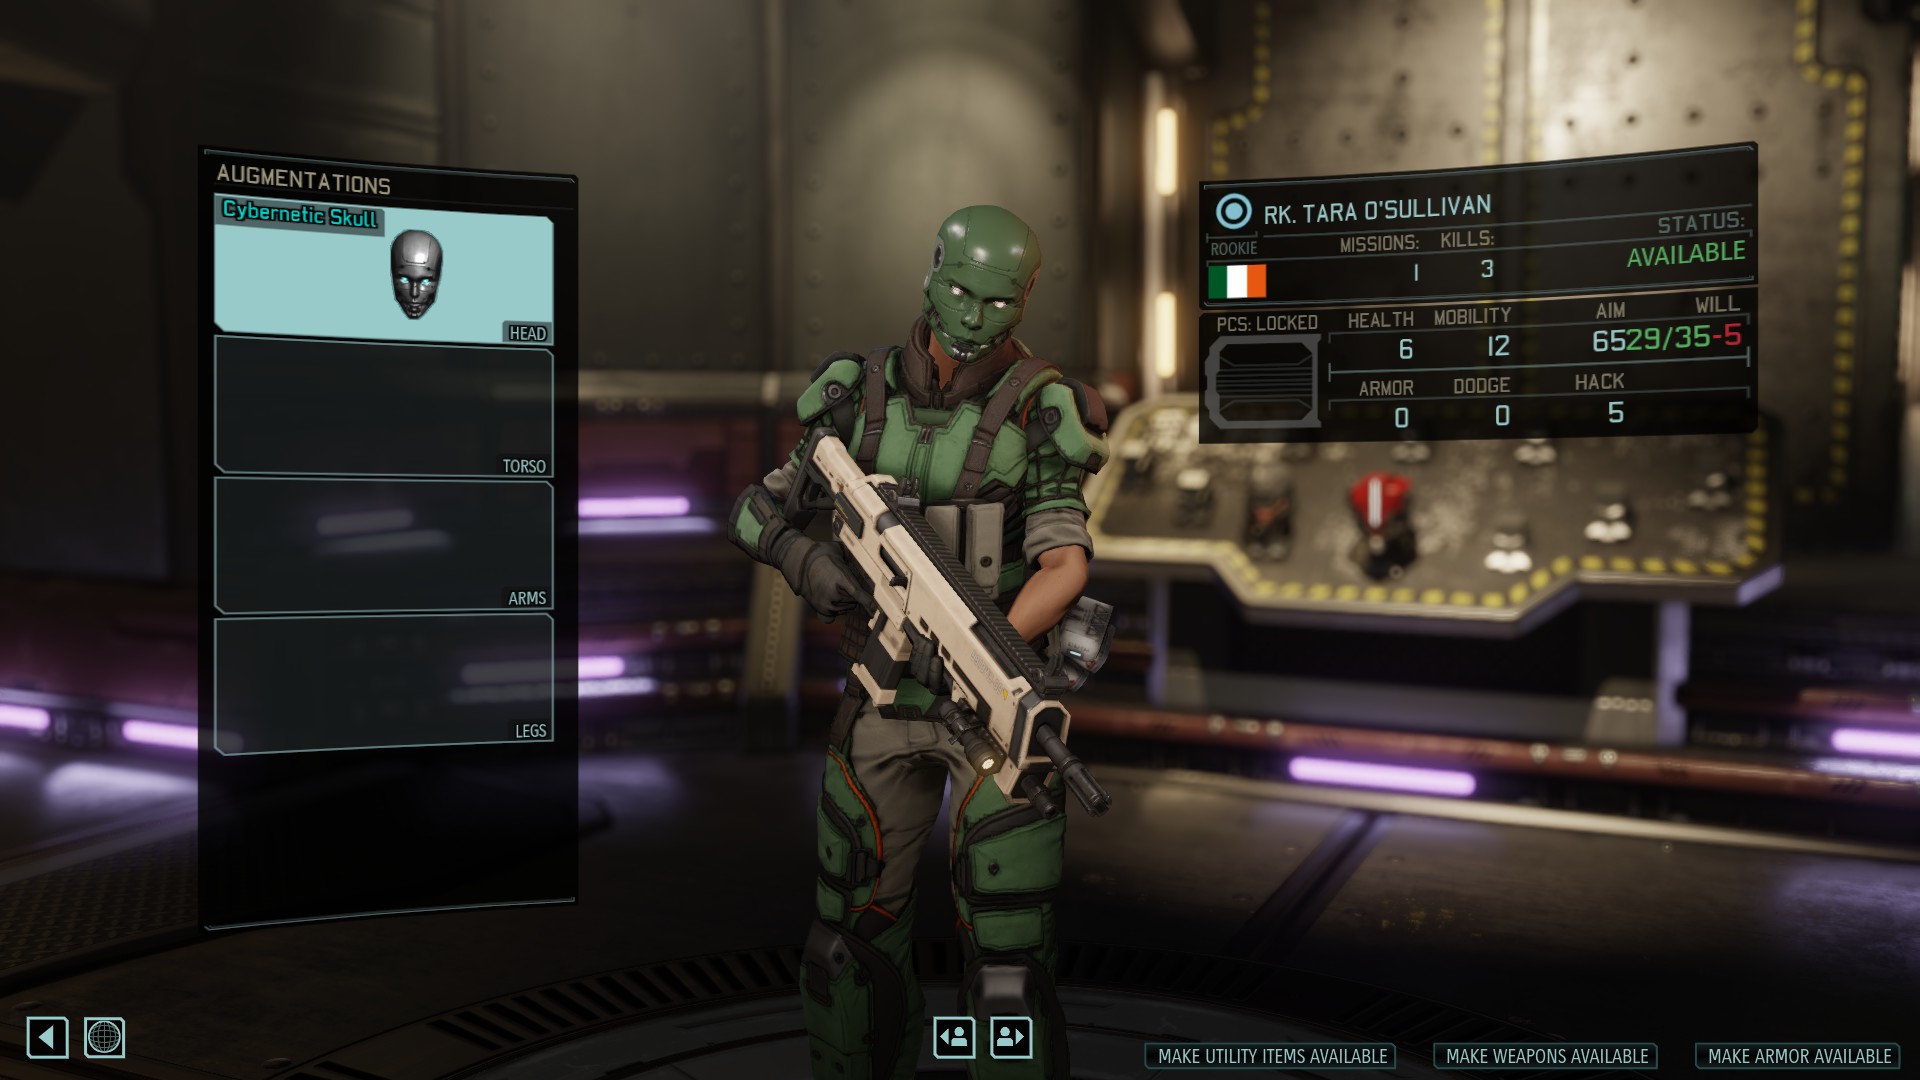 AUGMENTATIONS
Cybernetic Skull
HEAD
TORSO
ARMS
LEGS
RK. TARA O'SULLIVAN
ROOKIE
MISSIONS: KILLS: STATUS:
1 3 AVAILABLE
PCS: LOCKED
HEALTH MOBILITY AIM WILL
6 12 65 29/35-5
ARMOR DODGE HACK
0 0 5
MAKE UTILITY ITEMS AVAILABLE
MAKE WEAPONS AVAILABLE
MAKE ARMOR AVAILABLE